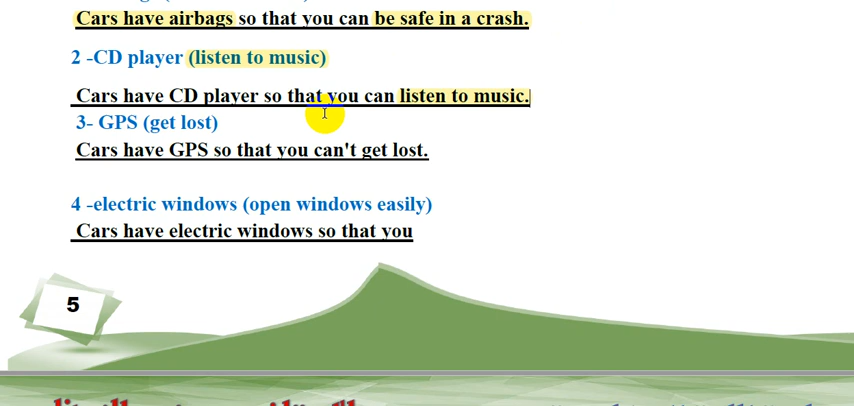 Cars have airbags so that you can be safe in a crash.
2 -CD player (listen to music)
Cars have CD player so that you can listen to music.
3- GPS (get lost)
Cars have GPS so that you can't get lost.
4 -electric windows (open windows easily)
Cars have electric windows so that you
5